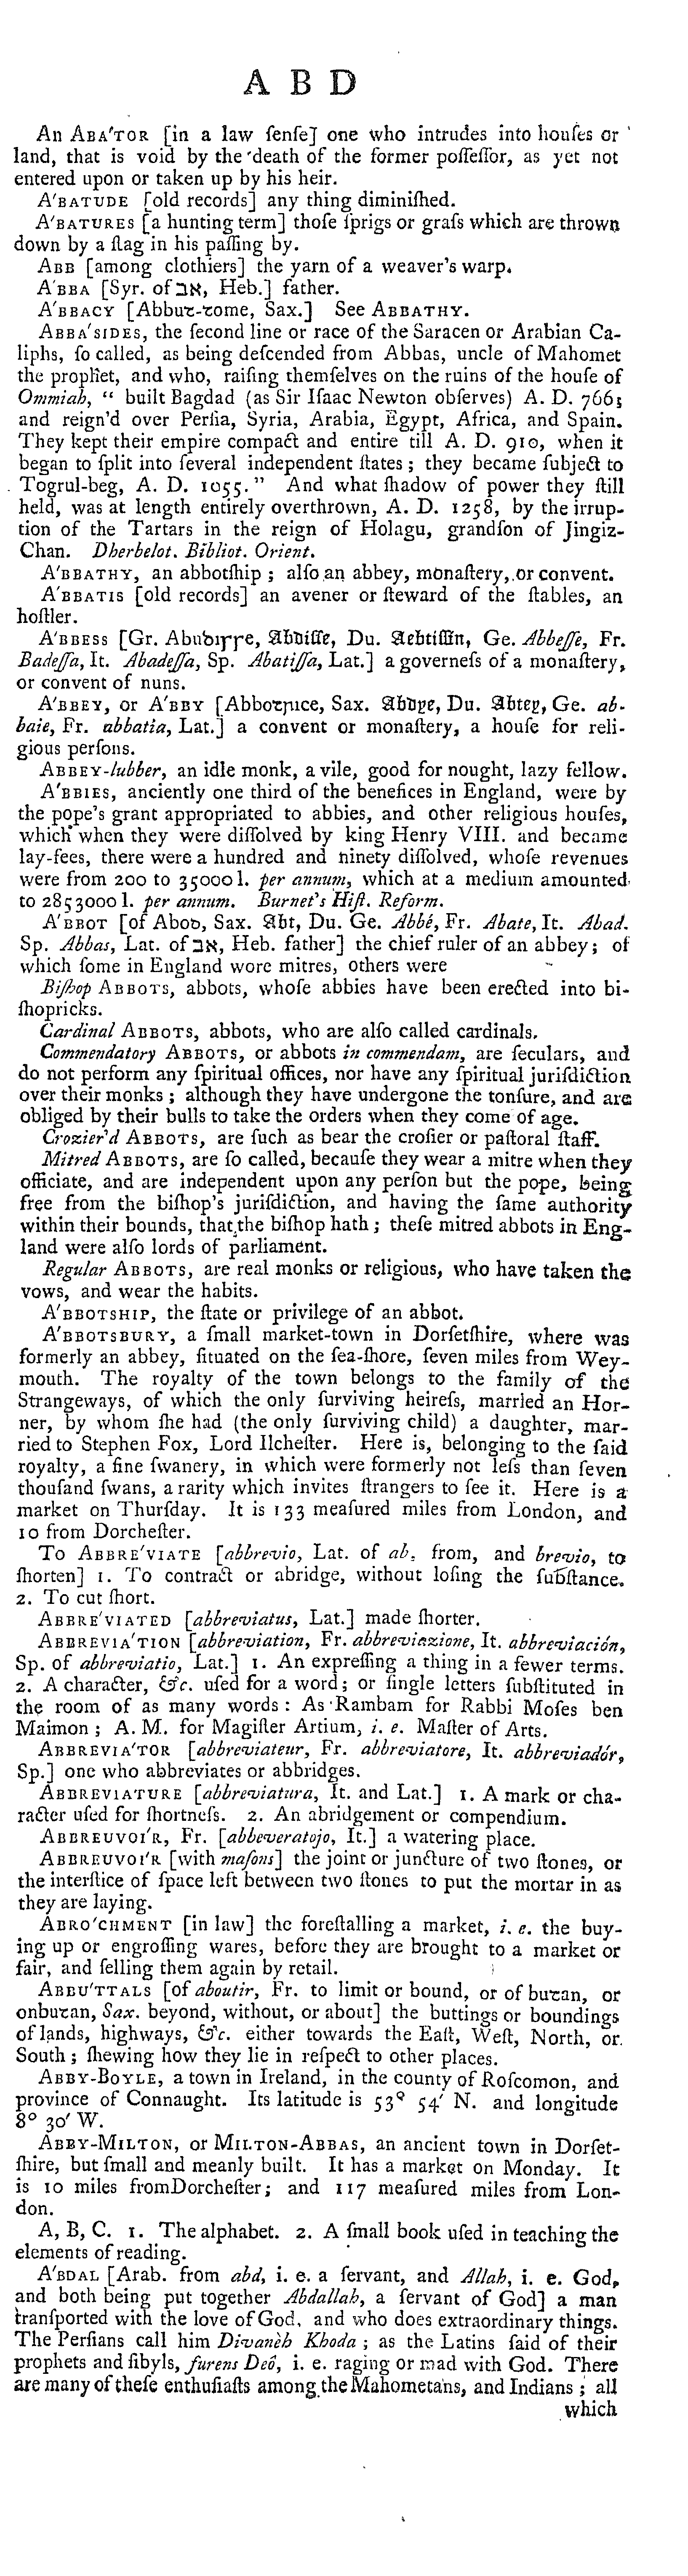 A B D
An ABA'TOR [in a law ſenſe] one who intrudes into houſes or
land, that is void by the death of the former poſſeſſor, as yet not
entered upon or taken up by his heir.
A'BATUDE [old records] any thing diminiſhed.
A'BATURES [a hunting term] thoſe ſprigs or graſs which are thrown
down by a ſtag in his paſſing by.
ABB [among clothiers] the yarn of a weaver's warp.
A'BBA [Syr. of אב, Heb.] father.
A'BBACY [Abbuꞇ-ꞇome, Sax.] See ABBATHY.
ABBA'SIDES, the ſecond line or race of the Saracen or Arabian Ca-
liphs, ſo called, as being deſcended from Abbas, uncle of Mahomet
the prophet, and who, raiſing themſelves on the ruins of the houſe of
Ommiah, “ built Bagdad (as Sir Iſaac Newton obſerves) A. D. 766;
and reign'd over Perſia, Syria, Arabia, Egypt, Africa, and Spain.
They kept their empire compact and entire till A. D. 910, when it
began to ſplit into ſeveral independent ſtates ; they became ſubject to
Togrul-beg, A. D. 1055.” And what ſhadow of power they ſtill
held, was at length entirely overthrown, A. D. 1258, by the irrup-
tion of the Tartars in the reign of Holagu, grandſon of Jingiz-
Chan. Dherbelot. Bibliot. Orient.
A'BBATHY, an abbotſhip ; alſo an abbey, monaſtery, or convent.
A'BBATIS [old records] an avener or ſteward of the ſtables, an
hoſtler.
A'BBESS [Gr. Abuꝺiꞃꞃe, Abdiſſe, Du. Aebtiſſin, Ge. Abbeſſe, Fr.
Badeſſa, It. Abadeſſa, Sp. Abatiſſa, Lat.] a governeſs of a monaſtery,
or convent of nuns.
A'BBEY, or A'BBY [Abboꞇꞃice, Sax. Abdye, Du. Abtey, Ge. ab-
baie, Fr. abbatia, Lat.] a convent or monaſtery, a houſe for reli-
gious perſons.
ABBEY-lubber, an idle monk, a vile, good for nought, lazy fellow.
A'BBIES, anciently one third of the benefices in England, were by
the pope's grant appropriated to abbies, and other religious houſes,
which when they were diſſolved by king Henry VIII. and became
lay-fees, there were a hundred and ninety diſſolved, whoſe revenues
were from 200 to 35000 l. per annum, which at a medium amounted
to 2853000 l. per annum. Burnet's Hiſt. Reform.
A'BBOT [of Aboꝺ, Sax. Abt, Du. Ge. Abbé, Fr. Abate, It. Abad.
Sp. Abbas, Lat. of אב, Heb. father] the chief ruler of an abbey ; of
which ſome in England wore mitres, others were
Biſhop ABBOTS, abbots, whoſe abbies have been erected into bi-
ſhopricks.
Cardinal ABBOTS, abbots, who are alſo called cardinals.
Commendatory ABBOTS, or abbots in commendam, are ſeculars, and
do not perform any ſpiritual offices, nor have any ſpiritual juriſdiction
over their monks ; although they have undergone the tonſure, and are
obliged by their bulls to take the orders when they come of age.
Crozier'd ABBOTS, are ſuch as bear the croſier or paſtoral ſtaff.
Mitred ABBOTS, are ſo called, becauſe they wear a mitre when they
officiate, and are independent upon any perſon but the pope, being
free from the biſhop's juriſdiction, and having the ſame authority
within their bounds, that the biſhop hath ; theſe mitred abbots in Eng-
land were alſo lords of parliament.
Regular ABBOTS, are real monks or religious, who have taken the
vows, and wear the habits.
A'BBOTSHIP, the ſtate or privilege of an abbot.
A'BBOTSBURY, a ſmall market-town in Dorſetſhire, where was
formerly an abbey, ſituated on the ſea-ſhore, ſeven miles from Wey-
mouth. The royalty of the town belongs to the family of the
Strangeways, of which the only ſurviving heireſs, married an Hor-
ner, by whom ſhe had (the only ſurviving child) a daughter, mar-
ried to Stephen Fox, Lord Ilcheſter. Here is, belonging to the ſaid
royalty, a fine ſwanery, in which were formerly not leſs than ſeven
thouſand ſwans, a rarity which invites ſtrangers to ſee it. Here is a
market on Thurſday. It is 133 meaſured miles from London, and
10 from Dorcheſter.
To ABBRE'VIATE [abbrevio, Lat. of ab, from, and brevio, to
ſhorten] 1. To contract or abridge, without loſing the ſubſtance.
2. To cut ſhort.
ABBRE'VIATED [abbreviatus, Lat.] made ſhorter.
ABBREVIA'TION [abbreviation, Fr. abbreviazione, It. abbreviación,
Sp. of abbreviatio, Lat.] 1. An expreſſing a thing in a fewer terms.
2. A character, &c. uſed for a word; or ſingle letters ſubſtituted in
the room of as many words : As Rambam for Rabbi Moſes ben
Maimon ; A. M. for Magiſter Artium, i. e. Maſter of Arts.
ABBREVIA'TOR [abbreviateur, Fr. abbreviatore, It. abbreviadór,
Sp.] one who abbreviates or abbridges.
ABBREVIATURE [abbreviatura, It. and Lat.] 1. A mark or cha-
racter uſed for ſhortneſs. 2. An abridgement or compendium.
ABBREUVOI'R, Fr. [abbeveratojo, It.] a watering place.
ABBREUVOI'R [with maſons] the joint or juncture of two ſtones, or
the interſtice of ſpace left between two ſtones to put the mortar in as
they are laying.
ABRO'CHMENT [in law] the foreſtalling a market, i. e. the buy-
ing up or engroſſing wares, before they are brought to a market or
fair, and ſelling them again by retail.
ABBU'TTALS [of aboutir, Fr. to limit or bound, or of buꞇan, or
onbuꞇan, Sax. beyond, without, or about] the buttings or boundings
of lands, highways, &c. either towards the Eaſt, Weſt, North, or
South ; ſhewing how they lie in reſpect to other places.
ABBY-BOYLE, a town in Ireland, in the county of Roſcomon, and
province of Connaught. Its latitude is 53° 54′ N. and longitude
8° 30′ W.
ABBY-MILTON, or MILTON-ABBAS, an ancient town in Dorſet-
ſhire, but ſmall and meanly built. It has a market on Monday. It
is 10 miles fromDorcheſter; and 117 meaſured miles from Lon-
don.
A, B, C. 1. The alphabet. 2. A ſmall book uſed in teaching the
elements of reading.
A'BDAL [Arab. from abd, i. e. a ſervant, and Allah, i. e. God,
and both being put together Abdallah, a ſervant of God] a man
tranſported with the love of God, and who does extraordinary things.
The Perſians call him Divanèh Khoda ; as the Latins ſaid of their
prophets and ſibyls, furens Deô, i. e. raging or mad with God. There
are many of theſe enthuſiaſts among the Mahometans, and Indians ; all
which